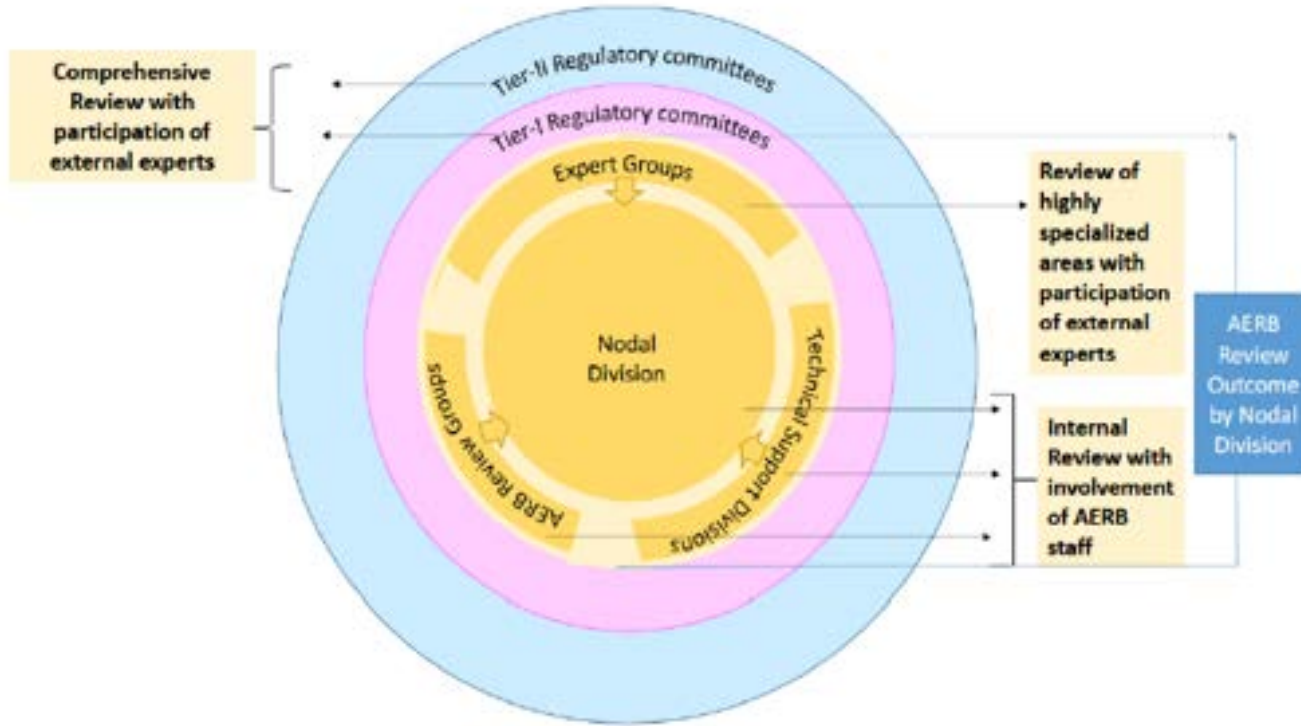 Comprehensive
Review with
participation of
external experts
Tier-II Regulatory committees
Tier-I Regulatory committees
Expert Groups
Nodal
Division
AERB Review Groups
Technical Support Divisions
Review of
highly
specialized
areas with
participation
of external
experts
Internal
Review with
involvement
of AERB
staff
AERB
Review
Outcome
by Nodal
Division